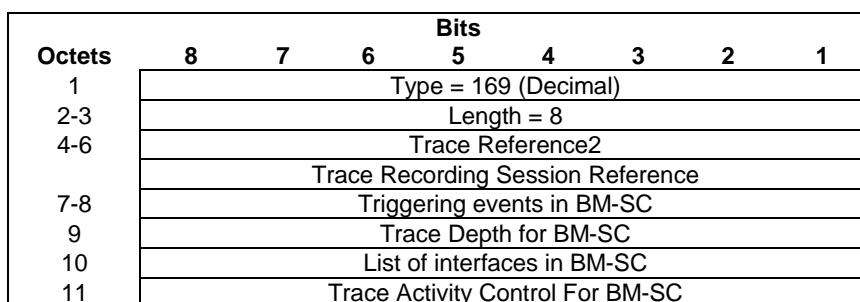 Bits
Octets 8 7 6 5 4 3 2 1
1 Type = 169 (Decimal)
2-3 Length = 8
4-6 Trace Reference2
Trace Recording Session Reference
7-8 Triggering events in BM-SC
9 Trace Depth for BM-SC
10 List of interfaces in BM-SC
11 Trace Activity Control For BM-SC